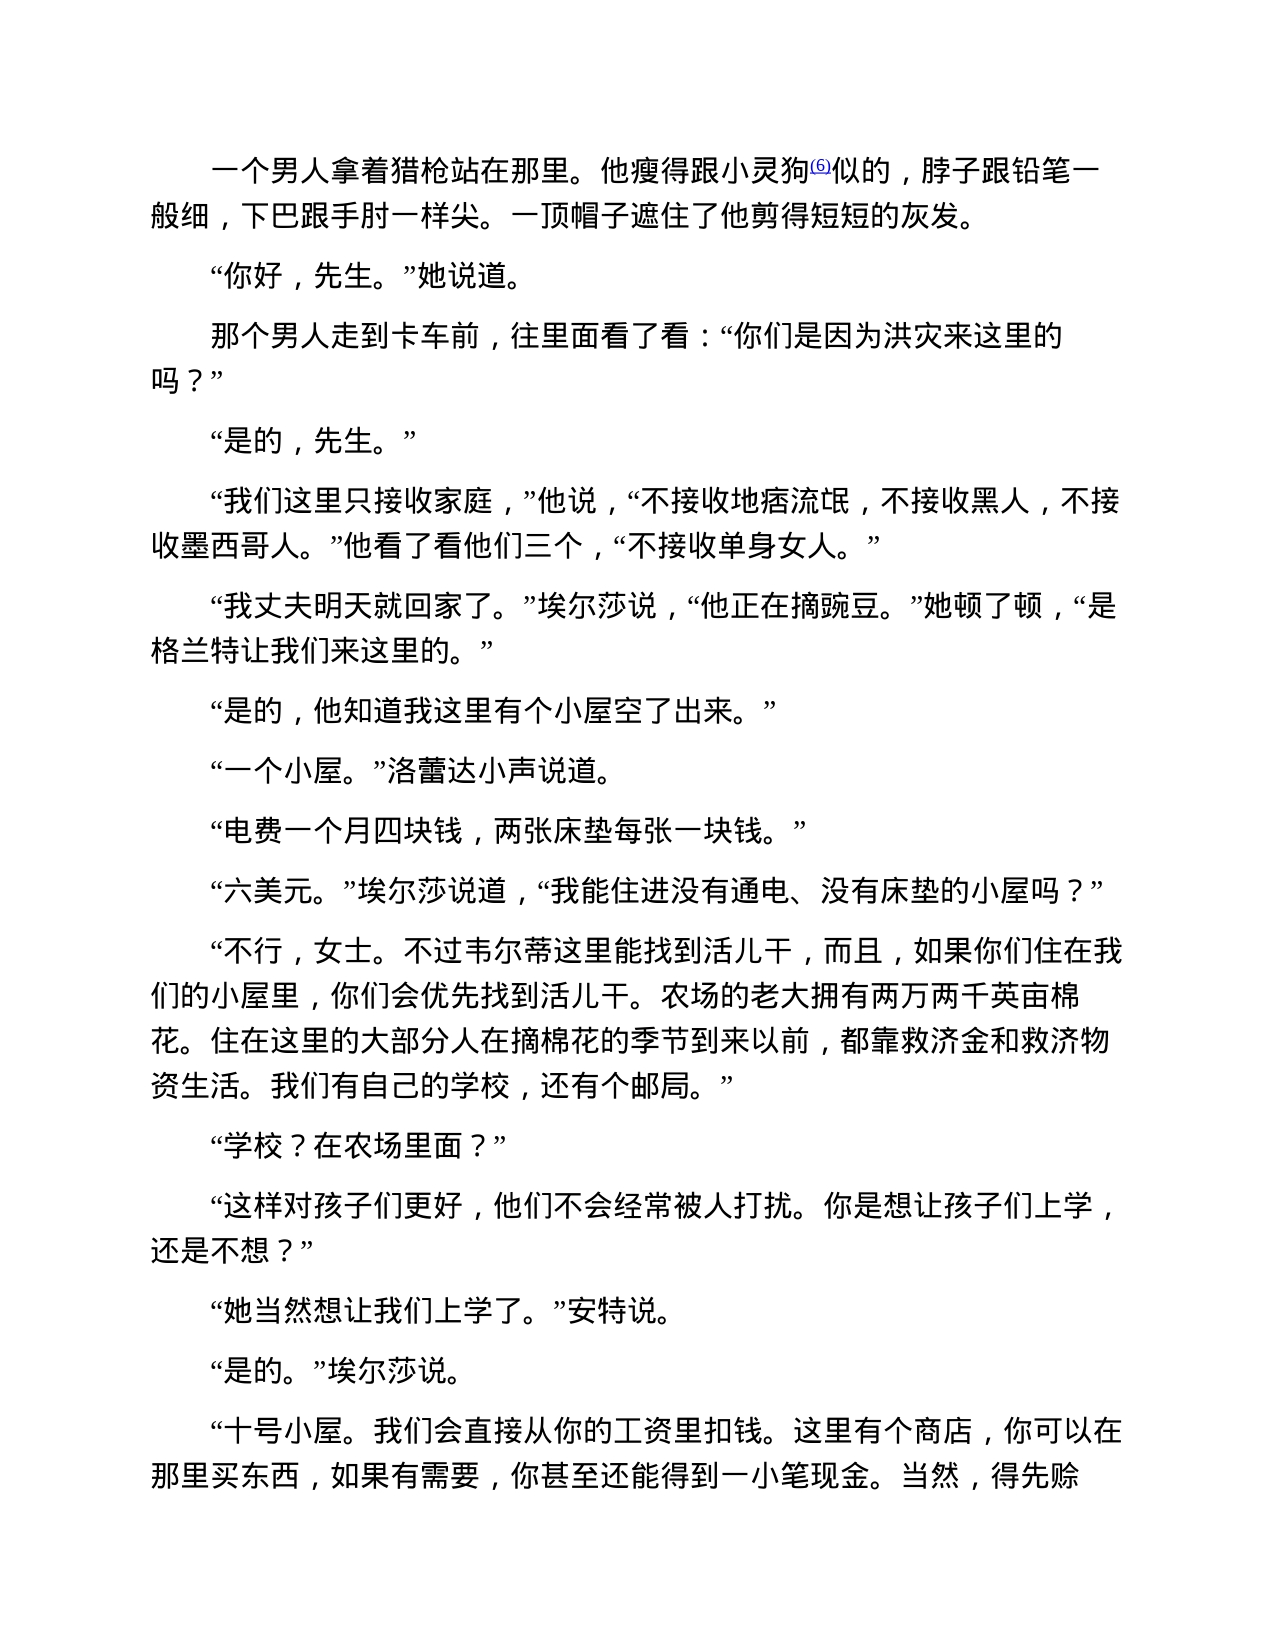 一个男人拿着猎枪站在那里。他瘦得跟小灵狗(6)似的，脖子跟铅笔一
般细，下巴跟手肘一样尖。一顶帽子遮住了他剪得短短的灰发。
“你好，先生。”她说道。
那个男人走到卡车前，往里面看了看：“你们是因为洪灾来这里的
吗？”
“是的，先生。”
“我们这里只接收家庭，”他说，“不接收地痞流氓，不接收黑人，不接
收墨西哥人。”他看了看他们三个，“不接收单身女人。”
“我丈夫明天就回家了。”埃尔莎说，“他正在摘豌豆。”她顿了顿，“是
格兰特让我们来这里的。”
“是的，他知道我这里有个小屋空了出来。”
“一个小屋。”洛蕾达小声说道。
“电费一个月四块钱，两张床垫每张一块钱。”
“六美元。”埃尔莎说道，“我能住进没有通电、没有床垫的小屋吗？”
“不行，女士。不过韦尔蒂这里能找到活儿干，而且，如果你们住在我
们的小屋里，你们会优先找到活儿干。农场的老大拥有两万两千英亩棉
花。住在这里的大部分人在摘棉花的季节到来以前，都靠救济金和救济物
资生活。我们有自己的学校，还有个邮局。”
“学校？在农场里面？”
“这样对孩子们更好，他们不会经常被人打扰。你是想让孩子们上学，
还是不想？”
“她当然想让我们上学了。”安特说。
“是的。”埃尔莎说。
“十号小屋。我们会直接从你的工资里扣钱。这里有个商店，你可以在
那里买东西，如果有需要，你甚至还能得到一小笔现金。当然，得先赊